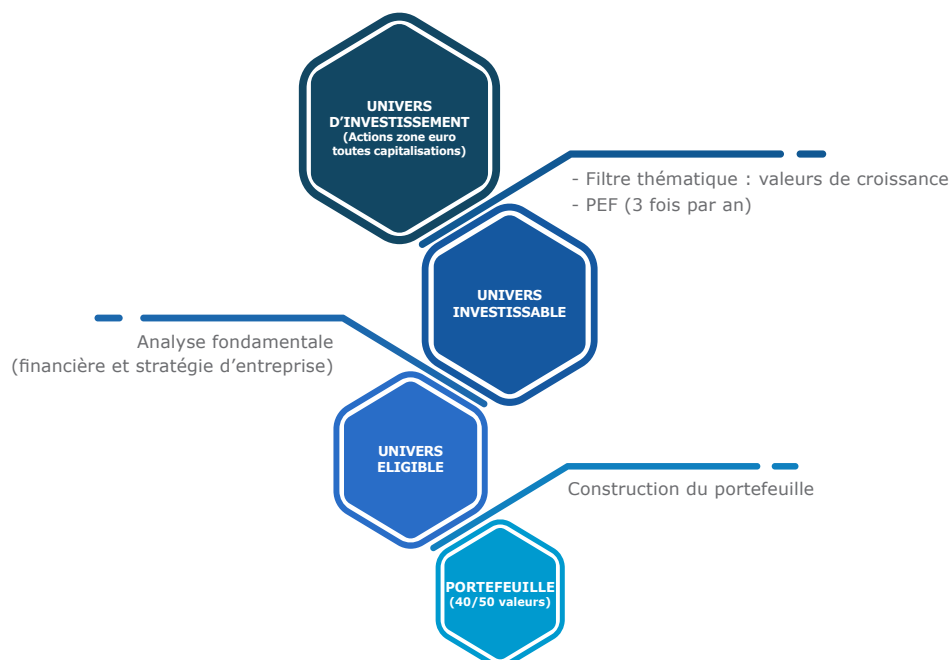 UNIVERS
D’INVESTISSEMENT
(Actions zone euro
toutes capitalisations)
- Filtre thématique : valeurs de croissance
- PEF (3 fois par an)
UNIVERS
INVESTISSABLE
Analyse fondamentale
(financière et stratégie d’entreprise)
UNIVERS
ELIGIBLE
Construction du portefeuille
PORTEFEUILLE
(40/50 valeurs)